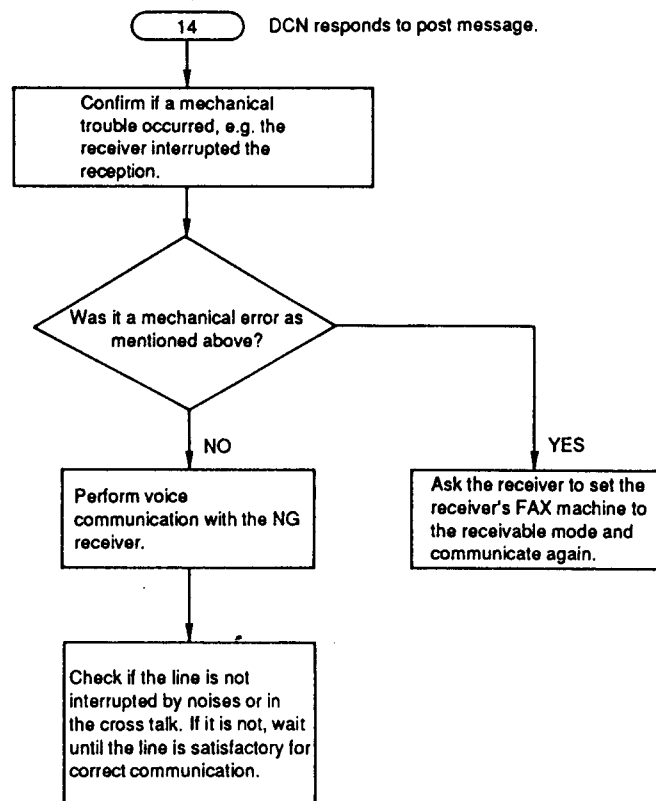 14
DCN responds to post message.
Confirm if a mechanical
trouble occurred, e.g. the
receiver interrupted the
reception.
Was it a mechanical error as
mentioned above?
NO
YES
Perform voice
communication with the NG
receiver.
Ask the receiver to set the
receiver's FAX machine to
the receivable mode and
communicate again.
Check if the line is not
interrupted by noises or in
the cross talk. If it is not, wait
until the line is satisfactory for
correct communication.